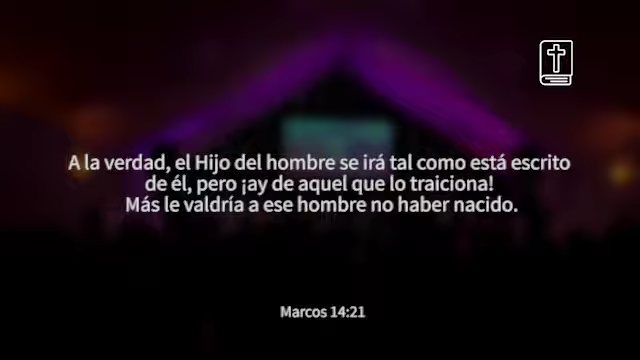 A la verdad, el Hijo del hombre se irá tal como está escrito
de él, pero ¡ay de aquel que lo traiciona!
Más le valdría a ese hombre no haber nacido.
Marcos 14:21